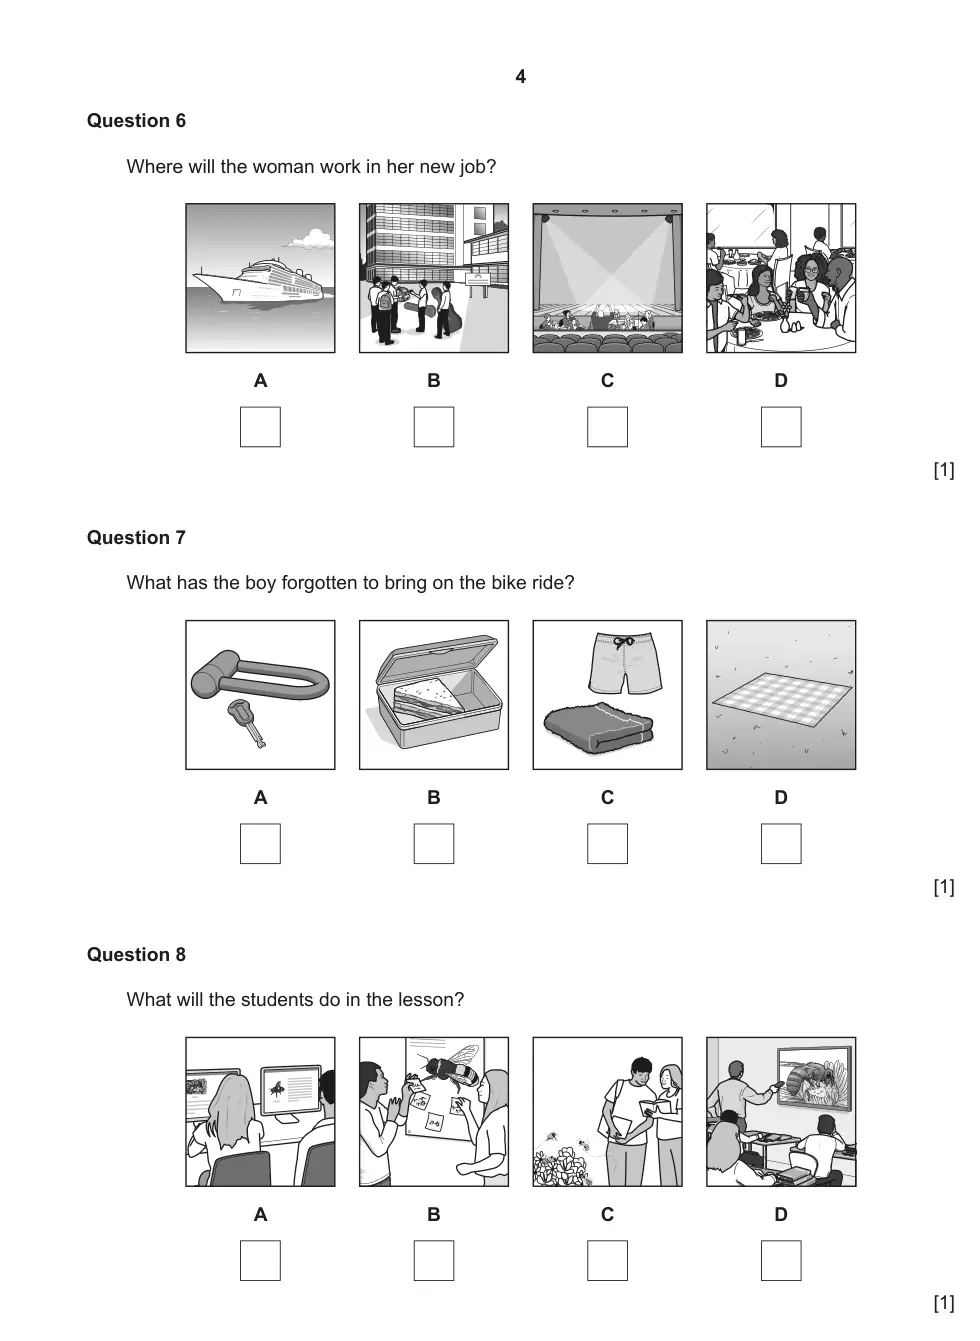 4
Question 6
Where will the woman work in her new job?
A B C D
[1]
Question 7
What has the boy forgotten to bring on the bike ride?
A B C D
[1]
Question 8
What will the students do in the lesson?
A B C D
[1]